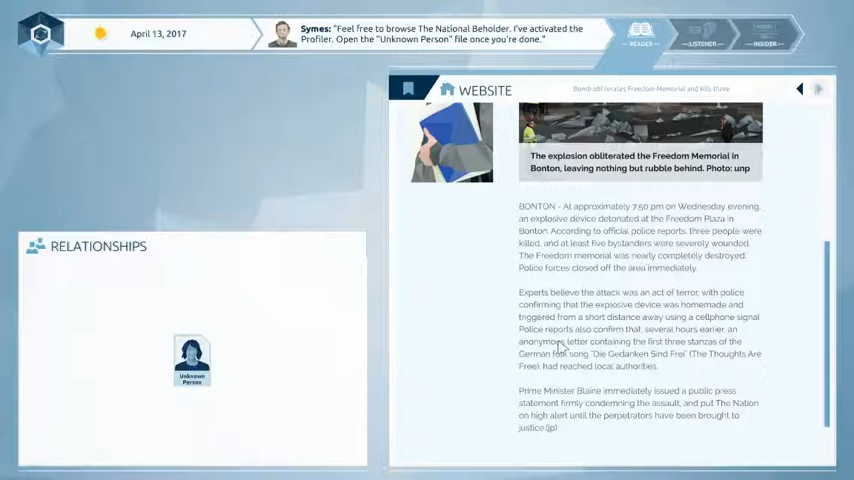 April 13, 2017
Symes: "Feel free to browse The National Beholder. I've activated the
Profiler. Open the "Unknown Person" file once you're done."
READER
LISTENER
INSIDER
WEBSITE
Bomb obliterates Freedom Memorial and kills three
The explosion obliterated the Freedom Memorial in
Bonton, leaving nothing but rubble behind. Photo: unp
BONTON - At approximately 7.50 pm on Wednesday evening,
an explosive device detonated at the Freedom Plaza in
Bonton. According to official police reports, three people were
killed, and at least five bystanders were severely wounded.
The Freedom memorial was nearly completely destroyed.
Police forces closed off the area immediately.
Experts believe the attack was an act of terror, with police
confirming that the explosive device was homemade and
triggered from a short distance away using a cellphone signal
Police reports also confirm that, several hours earlier, an
anonymous letter containing the first three stanzas of the
German folk song "Die Gedanken Sind Frei" (The Thoughts Are
Free), had reached local authorities.
Prime Minister Blaine immediately issued a public press
statement firmly condemning the assault, and put The Nation
on high alert until the perpetrators have been brought to
justice.(jp)
RELATIONSHIPS
Unknown
Person